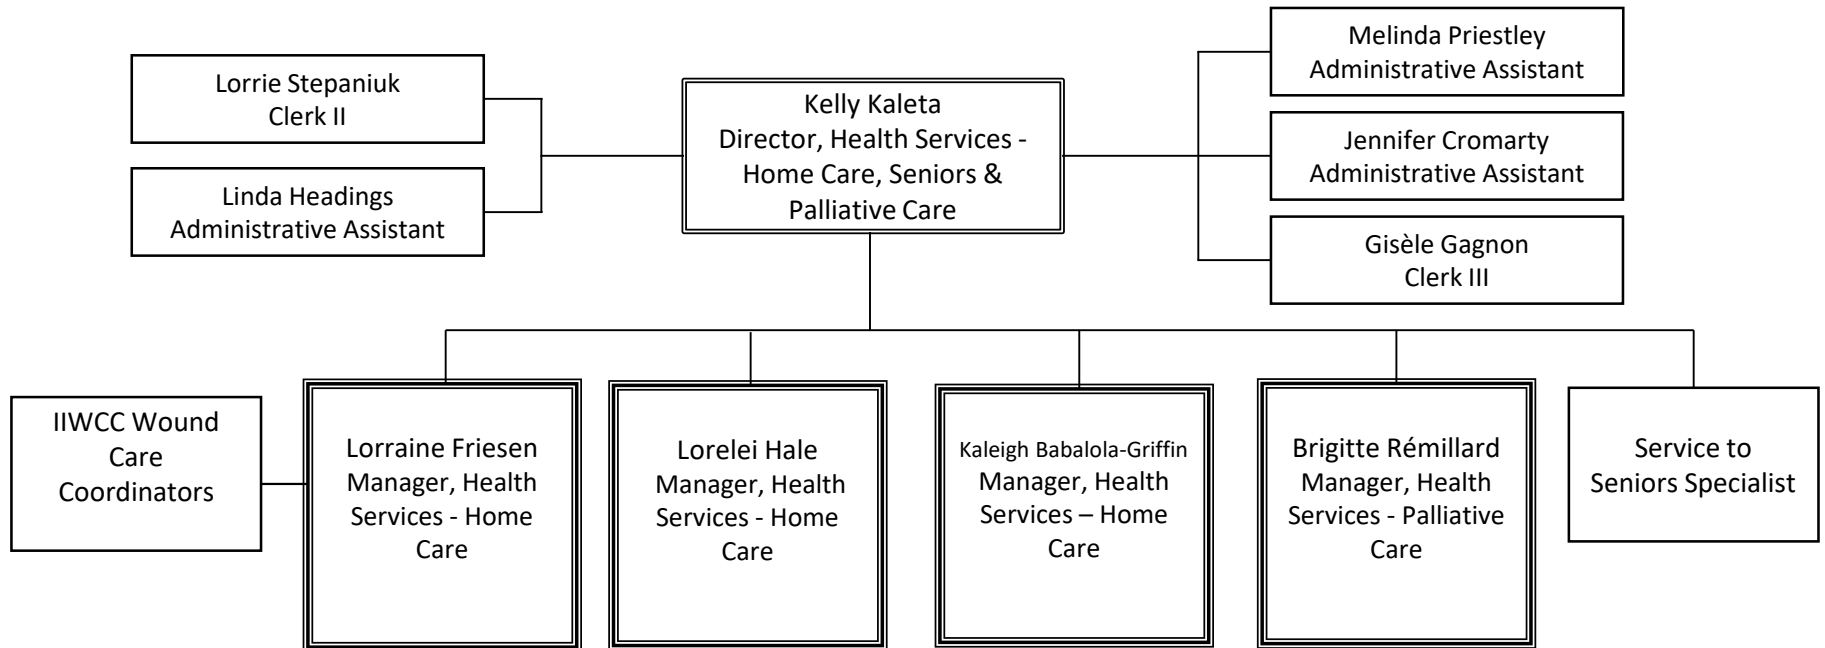 Melinda Priestley
Administrative Assistant
Lorrie Stepaniuk
Clerk II
Kelly Kaleta
Director, Health Services -
Home Care, Seniors &
Palliative Care
Jennifer Cromarty
Administrative Assistant
Linda Headings
Administrative Assistant
Gisèle Gagnon
Clerk III
IIWCC Wound
Care
Coordinators
Lorraine Friesen
Manager, Health
Services - Home
Care
Lorelei Hale
Manager, Health
Services - Home
Care
Kaleigh Babalola-Griffin
Manager, Health
Services – Home
Care
Brigitte Rémillard
Manager, Health
Services - Palliative
Care
Service to
Seniors Specialist